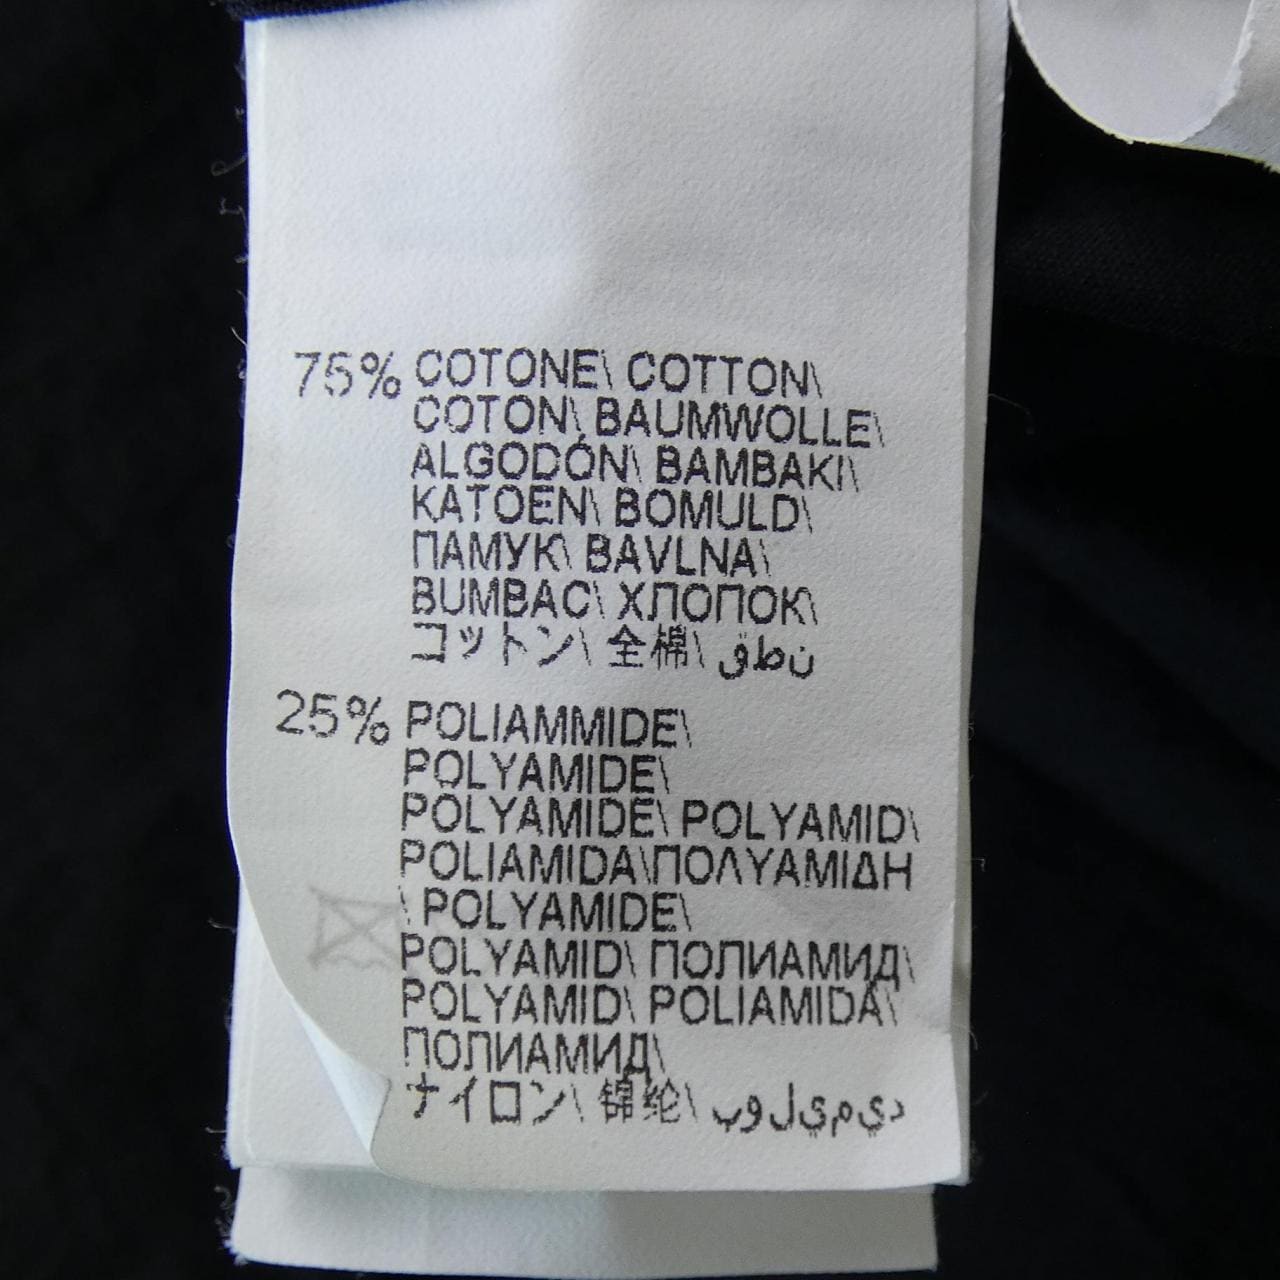 75% COTONE\ COTTON\
COTON\ BAUMWOLLE\
ALGODÓN\ BAMBAKI\
KATOEN\ BOMULD\
ПАМУК\ BAVLNA\
BUMBAC\ ХЛОПОК\
コットン\ 全棉\ قطن
25% POLIAMMIDE\
POLYAMIDE\
POLYAMIDE\ POLYAMID\
POLIAMIDA\ΠΟΛΥΑΜΙΔΗ
\ POLYAMIDE\
POLYAMID\ ПОЛИАМИД\
POLYAMID\ POLIAMIDA\
ПОЛИАМИД\
ナイロン\ 锦纶\ بوليميد